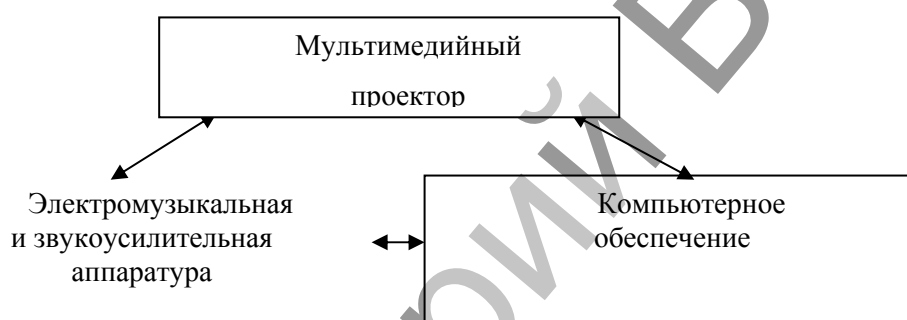 Мультимедийный
проектор
Электромузыкальная
и звукоусилительная
аппаратура
Компьютерное
обеспечение